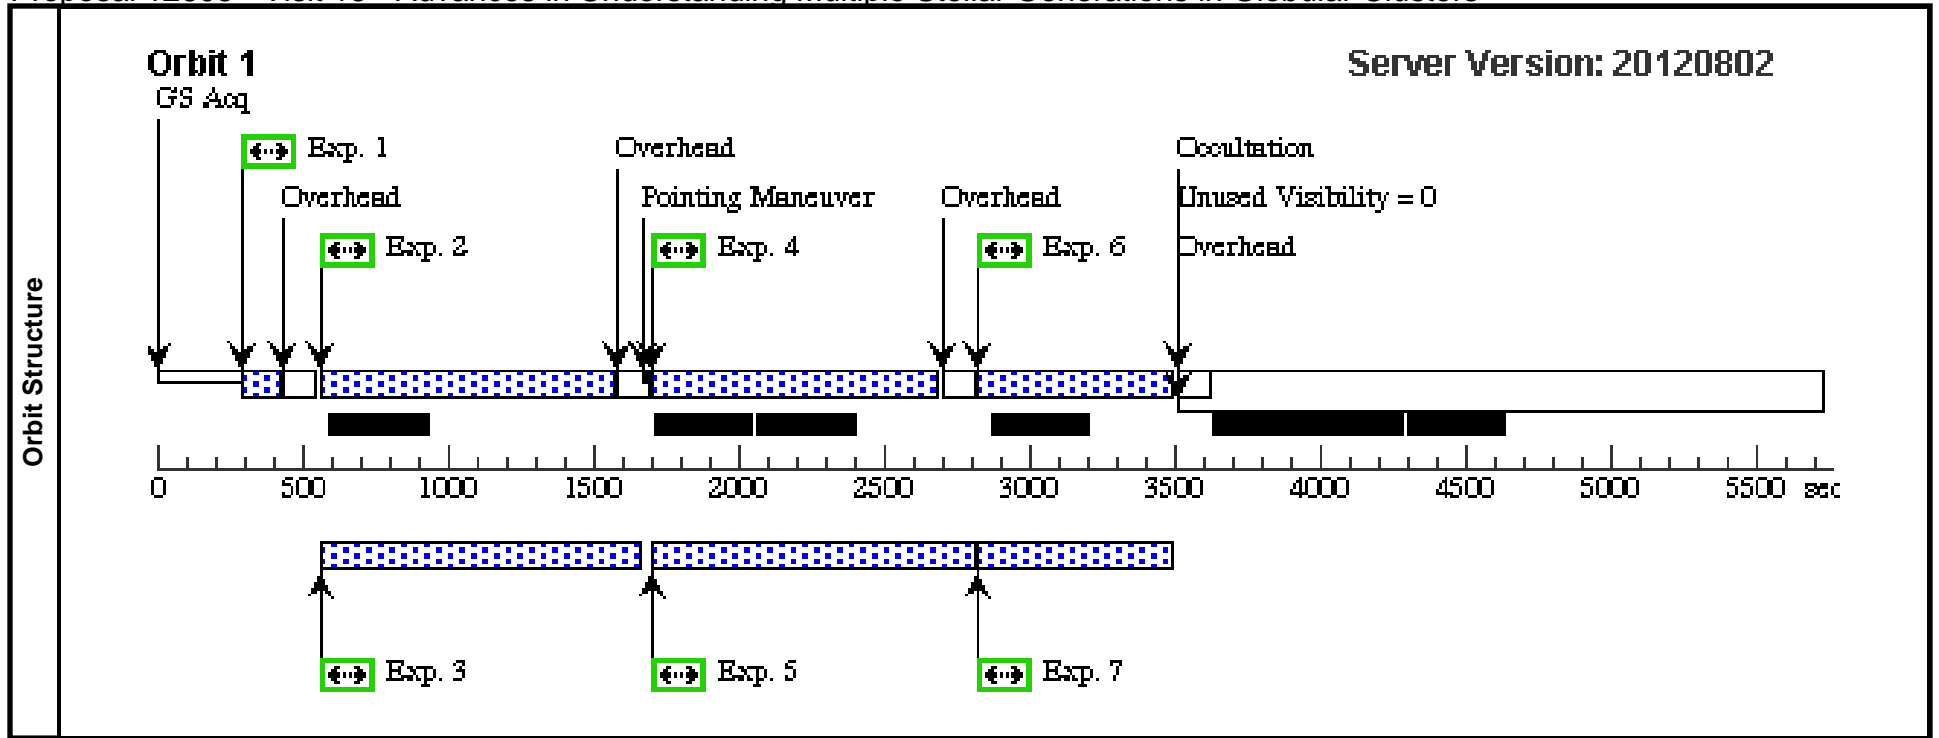 Orbit Structure
Orbit 1
Server Version: 20120802
GS Acq
Exp. 1
Overhead
Occultation
Overhead
Pointing Maneuver
Overhead
Unused Visibility = 0
Exp. 2
Exp. 4
Exp. 6
Overhead
0 500 1000 1500 2000 2500 3000 3500 4000 4500 5000 5500 sec
Exp. 3
Exp. 5
Exp. 7